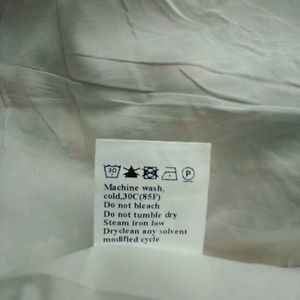 30 P
Machine wash,
cold,30C(85F)
Do not bleach
Do not tumble dry
Steam iron low
Dryclean any solvent
modified cycle